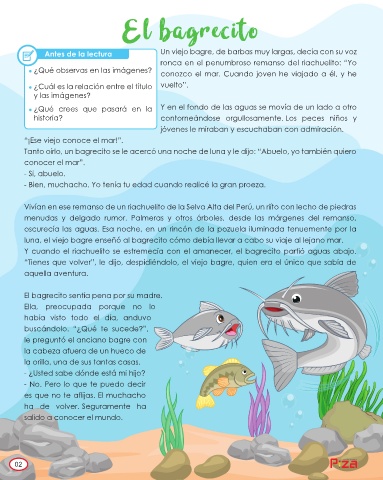 El bagrecito
Antes de la lectura
• ¿Qué observas en las imágenes?
• ¿Cuál es la relación entre el título
y las imágenes?
• ¿Qué crees que pasará en la
historia?
Un viejo bagre, de barbas muy largas, decía con su voz
ronca en el penumbroso remanso del riachuelito: "Yo
conozco el mar. Cuando joven he viajado a él, y he
vuelto".
Y en el fondo de las aguas se movía de un lado a otro
contorneándose orgullosamente. Los peces niños y
jóvenes le miraban y escuchaban con admiración.
"¡Ese viejo conoce el mar!".
Tanto oírlo, un bagrecito se le acercó una noche de luna y le dijo: "Abuelo, yo también quiero
conocer el mar".
- Sí, abuelo.
- Bien, muchacho. Yo tenía tu edad cuando realicé la gran proeza.
Vivían en ese remanso de un riachuelito de la Selva Alta del Perú, un riíto con lecho de piedras
menudas y delgado rumor. Palmeras y otros árboles, desde las márgenes del remanso,
oscurecía las aguas. Esa noche, en un rincón de la pozuela iluminada tenuemente por la
luna, el viejo bagre enseñó al bagrecito cómo debía llevar a cabo su viaje al lejano mar.
Y cuando el riachuelito se estremecía con el amanecer, el bagrecito partió aguas abajo.
"Tienes que volver", le dijo, despidiéndolo, el viejo bagre, quien era el único que sabía de
aquella aventura.
El bagrecito sentía pena por su madre.
Ella, preocupada porque no lo
había visto todo el día, anduvo
buscándolo. "¿Qué te sucede?",
le preguntó el anciano bagre con
la cabeza afuera de un hueco de
la orilla, una de sus tantas casas.
- ¿Usted sabe dónde está mi hijo?
- No. Pero lo que te puedo decir
es que no te aflijas. El muchacho
ha de volver. Seguramente ha
salido a conocer el mundo.
02